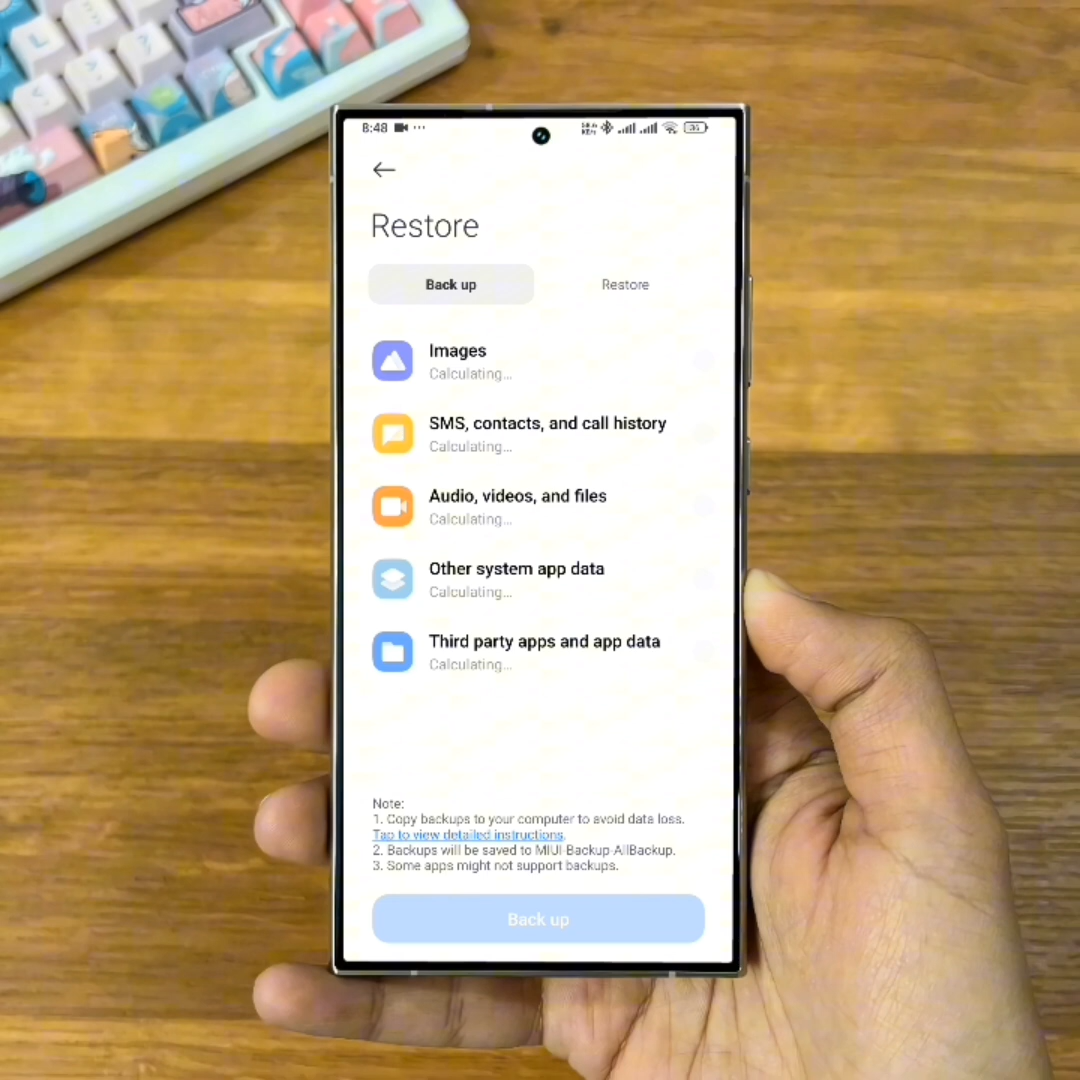 8:48
36
Restore
Back up
Restore
Images
Calculating...
SMS, contacts, and call history
Calculating...
Audio, videos, and files
Calculating...
Other system app data
Calculating...
Third party apps and app data
Calculating...
Note:
1. Copy backups to your computer to avoid data loss.
Tap to view detailed instructions.
2. Backups will be saved to MIUI-Backup-AllBackup.
3. Some apps might not support backups.
Back up